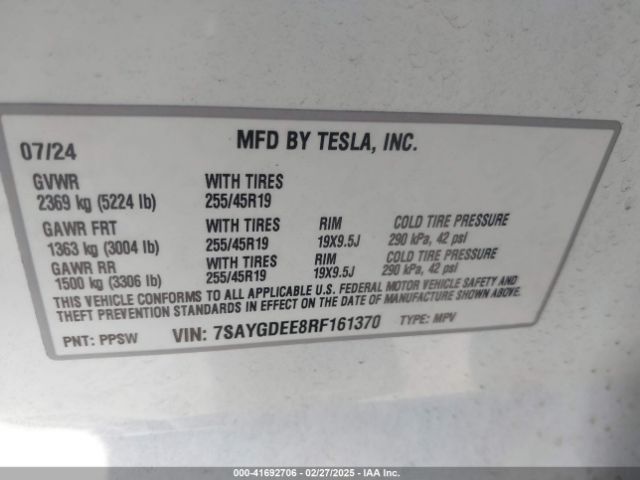 07/24 MFD BY TESLA, INC.
GVWR WITH TIRES
2369 kg (5224 lb) 255/45R19
GAWR FRT WITH TIRES RIM COLD TIRE PRESSURE
1363 kg (3004 lb) 255/45R19 19X9.5J 290 kPa, 42 psi
GAWR RR WITH TIRES RIM COLD TIRE PRESSURE
1500 kg (3306 lb) 255/45R19 19X9.5J 290 kPa, 42 psi
THIS VEHICLE CONFORMS TO ALL APPLICABLE U.S. FEDERAL MOTOR VEHICLE SAFETY AND
THEFT PREVENTION STANDARDS IN EFFECT ON THE DATE OF MANUFACTURE SHOWN ABOVE.
PNT: PPSW VIN: 7SAYGDEE8RF161370 TYPE: MPV
000-41692706 - 02/27/2025 - IAA Inc.